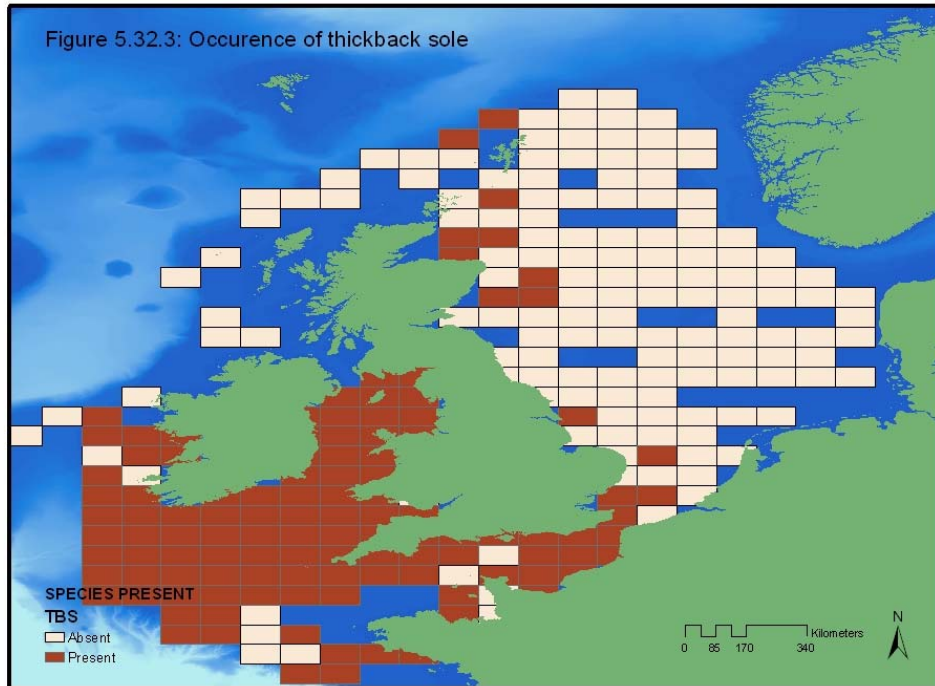 Figure 5.32.3: Occurence of thickback sole
SPECIES PRESENT
TBS
Absent
Present
N
Kilometers
0 85 170 340